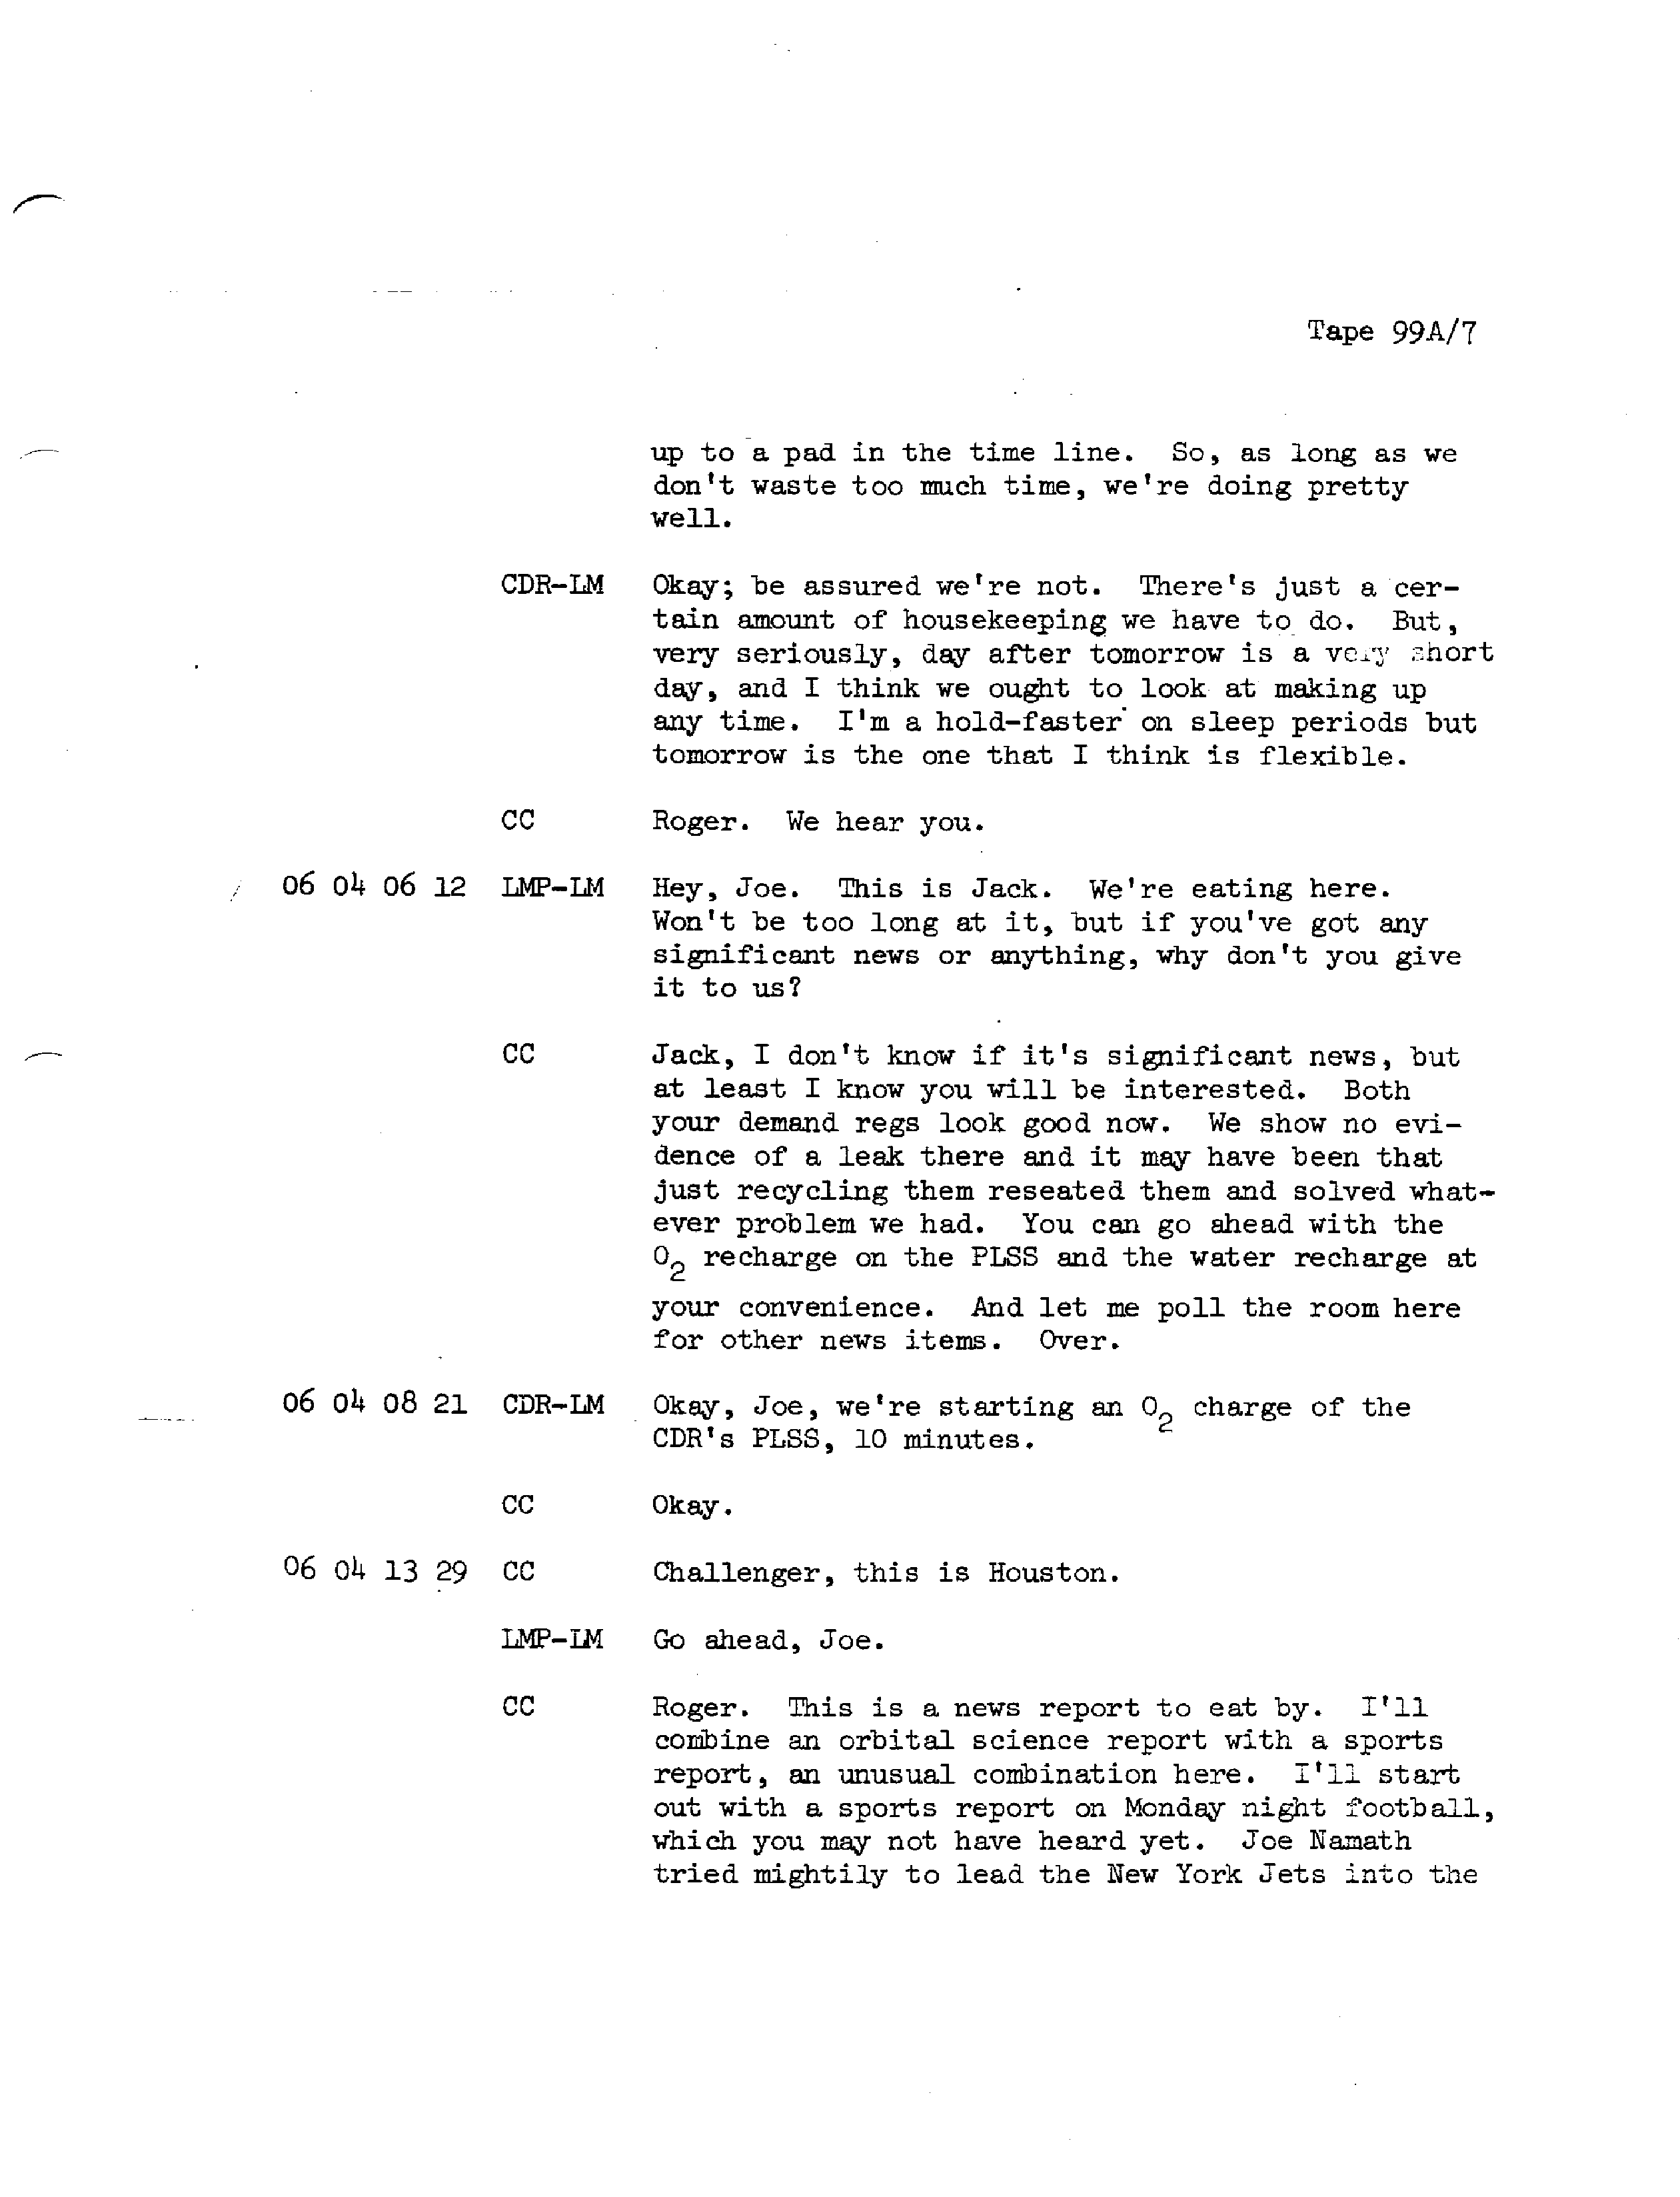 Tape 99A/7
up to a pad in the time line. So, as long as we
don't waste too much time, we're doing pretty
well.
CDR-LM Okay; be assured we're not. There's just a cer-
tain amount of housekeeping we have to do. But,
very seriously, day after tomorrow is a very short
day, and I think we ought to look at making up
any time. I'm a hold-faster on sleep periods but
tomorrow is the one that I think is flexible.
CC Roger. We hear you.
06 04 06 12 LMP-LM Hey, Joe. This is Jack. We're eating here.
Won't be too long at it, but if you've got any
significant news or anything, why don't you give
it to us?
CC Jack, I don't know if it's significant news, but
at least I know you will be interested. Both
your demand regs look good now. We show no evi-
dence of a leak there and it may have been that
just recycling them reseated them and solved what-
ever problem we had. You can go ahead with the
O2 recharge on the PLSS and the water recharge at
your convenience. And let me poll the room here
for other news items. Over.
06 04 08 21 CDR-LM Okay, Joe, we're starting an O2 charge of the
CDR's PLSS, 10 minutes.
CC Okay.
06 04 13 29 CC Challenger, this is Houston.
LMP-LM Go ahead, Joe.
CC Roger. This is a news report to eat by. I'll
combine an orbital science report with a sports
report, an unusual combination here. I'll start
out with a sports report on Monday night football,
which you may not have heard yet. Joe Namath
tried mightily to lead the New York Jets into the